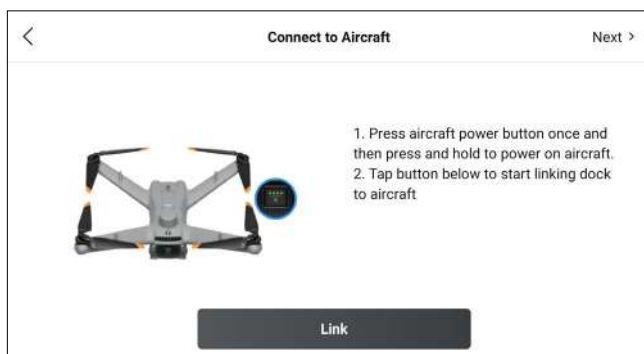 Connect to Aircraft
Next >
1. Press aircraft power button once and
then press and hold to power on aircraft.
2. Tap button below to start linking dock
to aircraft
Link